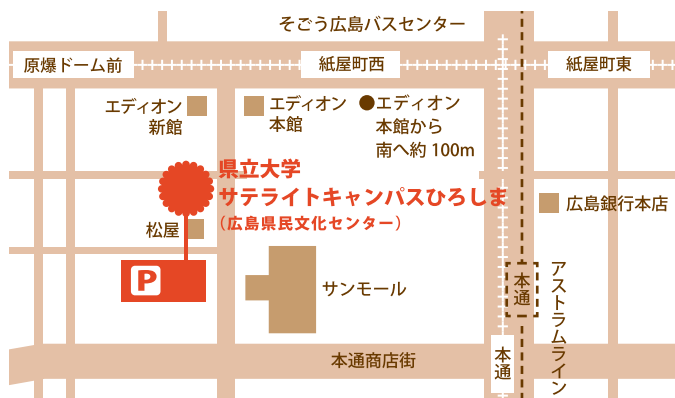 そごう広島バスセンター
原爆ドーム前
紙屋町西
紙屋町東
エディオン
新館
エディオン
本館
●エディオン
本館から
南へ約100m
県立大学
サテライトキャンパスひろしま
（広島県民文化センター）
広島銀行本店
松屋
P
サンモール
本通
アストラムライン
本通商店街
本通